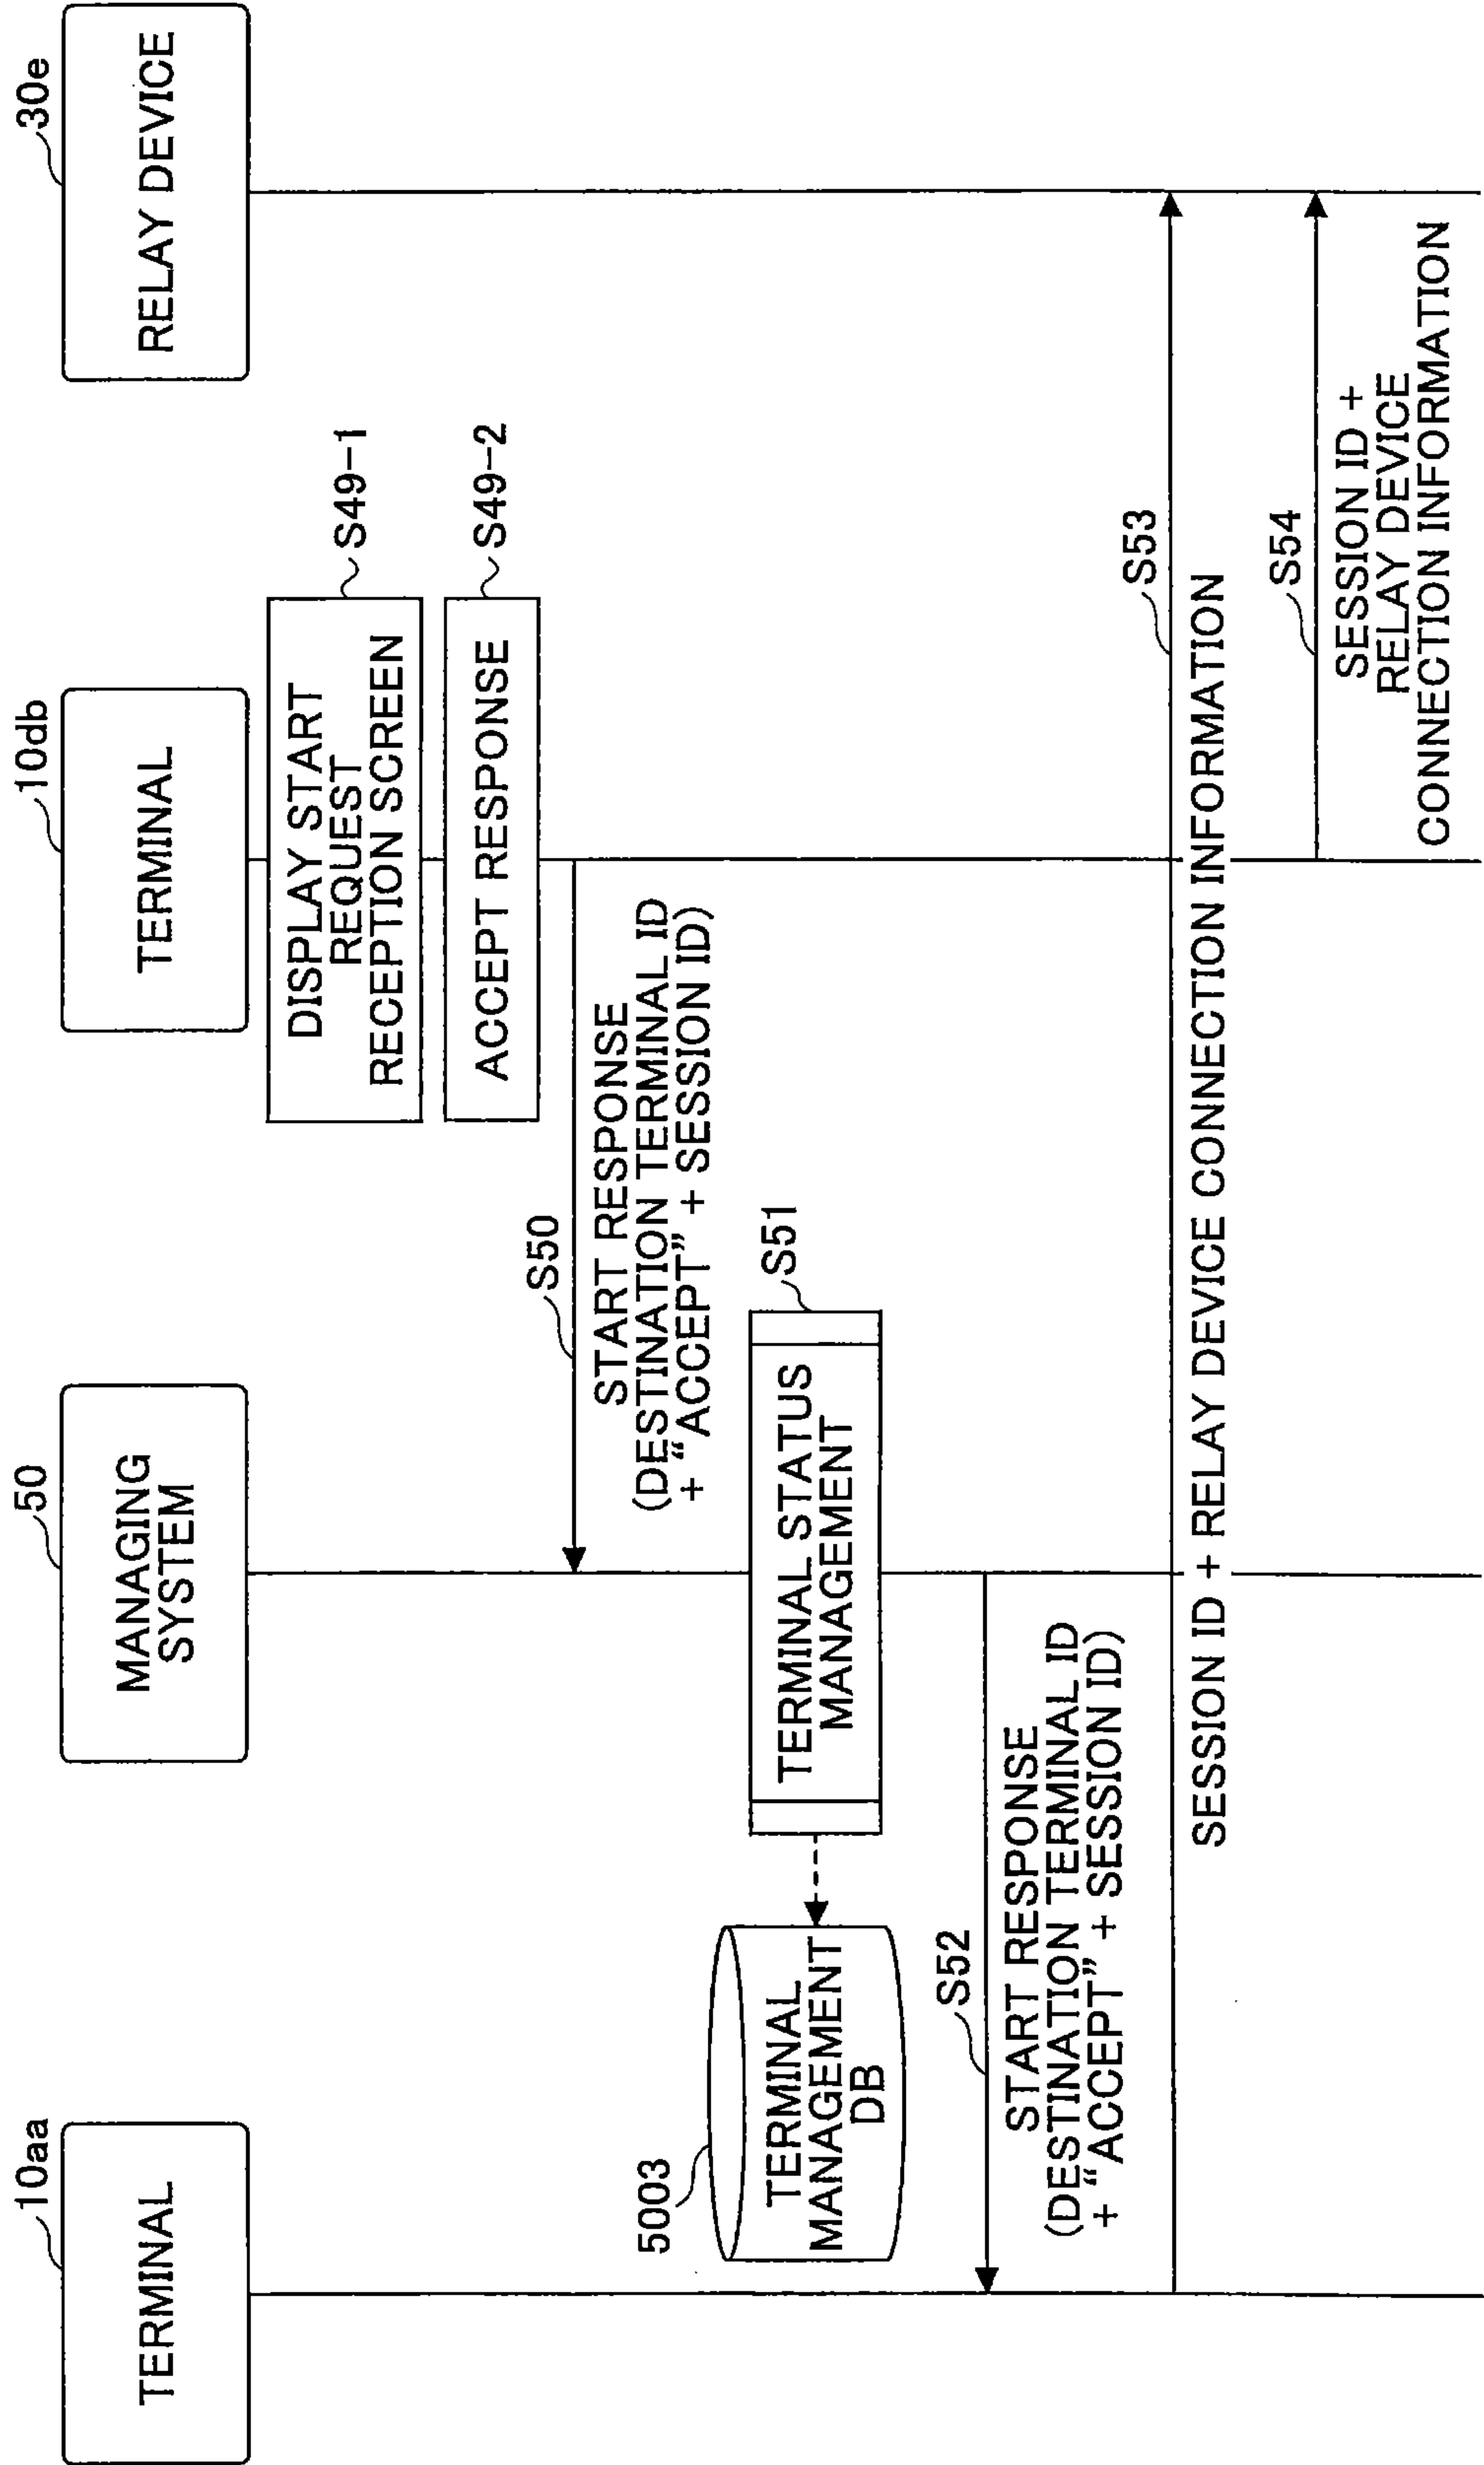 10aa
TERMINAL
50
MANAGING
SYSTEM
10db
TERMINAL
30e
RELAY DEVICE
DISPLAY START
REQUEST
RECEPTION SCREEN
S49-1
ACCEPT RESPONSE
S49-2
S50
START RESPONSE
(DESTINATION TERMINAL ID
+ “ACCEPT” + SESSION ID)
5003
TERMINAL
MANAGEMENT
DB
TERMINAL STATUS
MANAGEMENT
S51
S52
START RESPONSE
(DESTINATION TERMINAL ID
+ “ACCEPT” + SESSION ID)
S53
SESSION ID + RELAY DEVICE CONNECTION INFORMATION
S54
SESSION ID +
RELAY DEVICE
CONNECTION INFORMATION